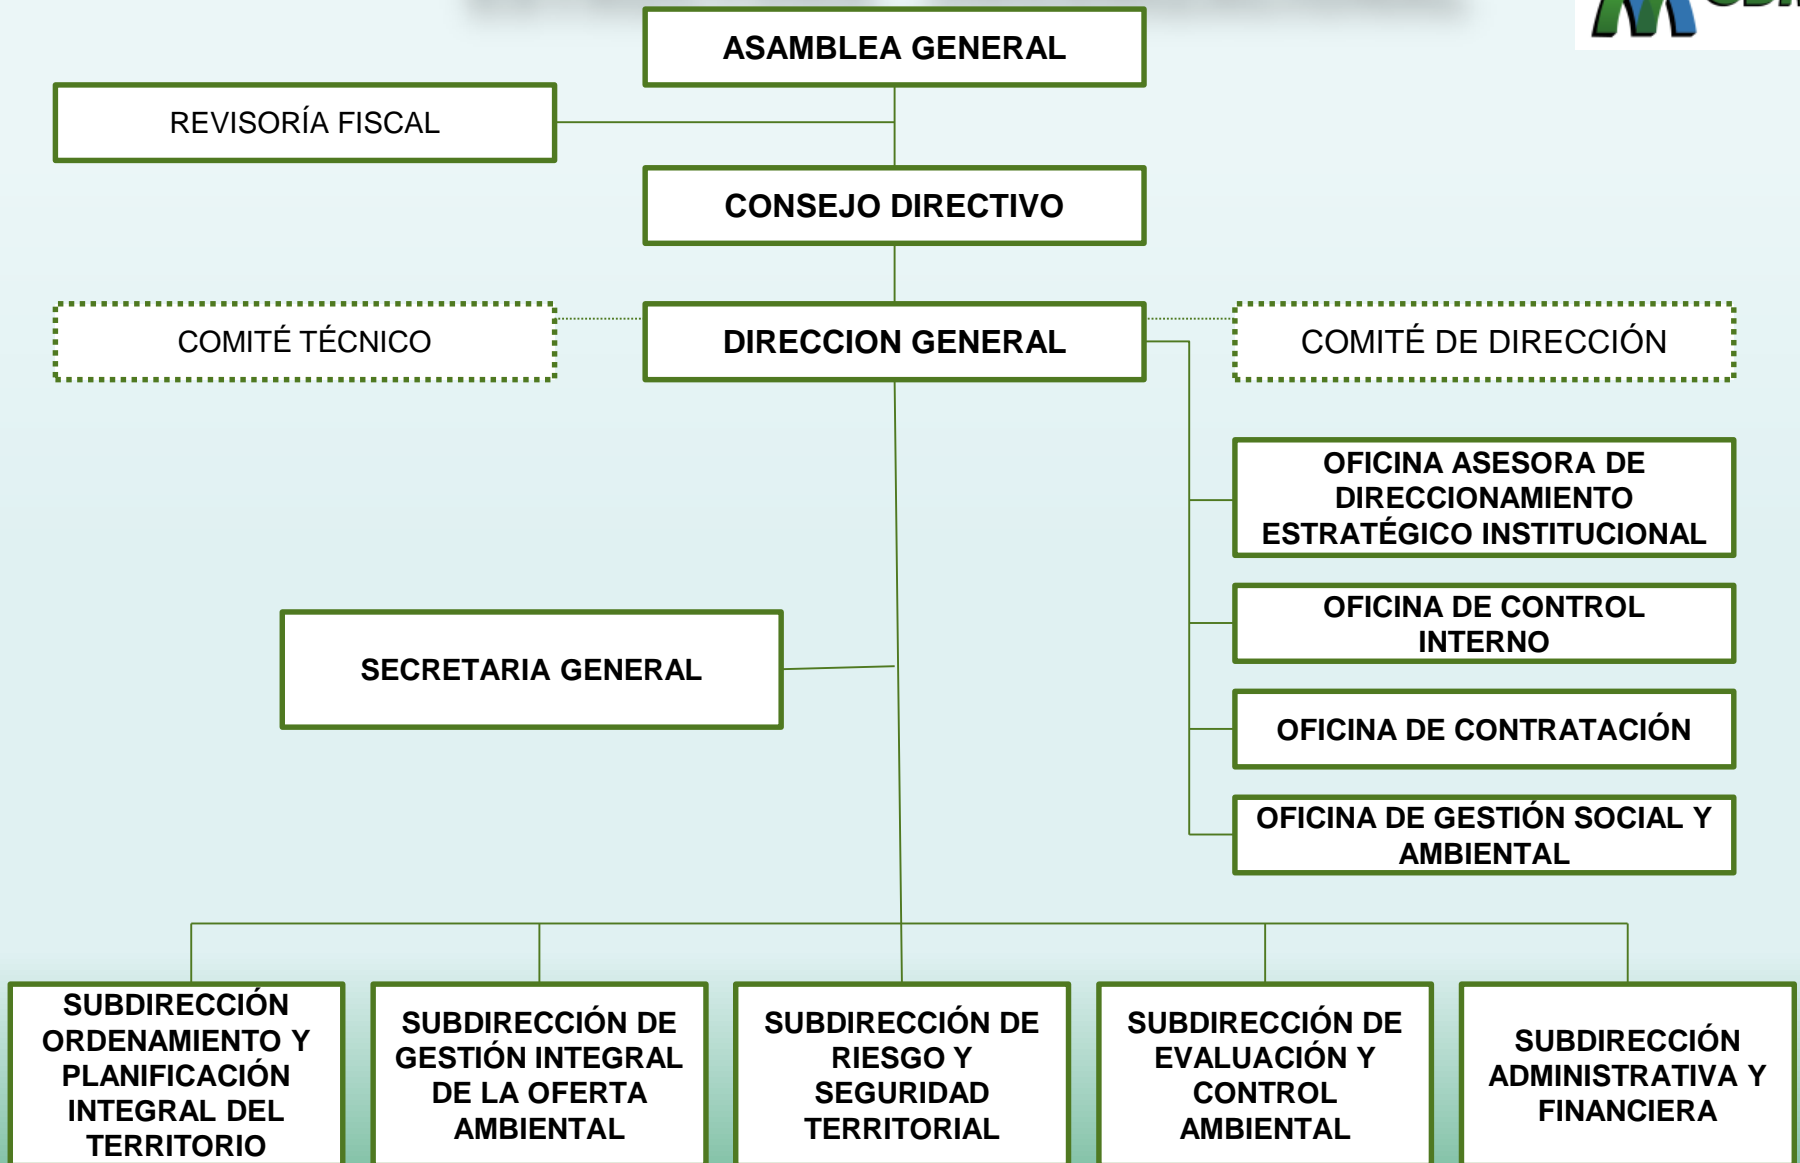 ASAMBLEA GENERAL
REVISORÍA FISCAL
CONSEJO DIRECTIVO
COMITÉ TÉCNICO
DIRECCION GENERAL
COMITÉ DE DIRECCIÓN
OFICINA ASESORA DE
DIRECCIONAMIENTO
ESTRATÉGICO INSTITUCIONAL
OFICINA DE CONTROL
INTERNO
SECRETARIA GENERAL
OFICINA DE CONTRATACIÓN
OFICINA DE GESTIÓN SOCIAL Y
AMBIENTAL
SUBDIRECCIÓN
ORDENAMIENTO Y
PLANIFICACIÓN
INTEGRAL DEL
TERRITORIO
SUBDIRECCIÓN DE
GESTIÓN INTEGRAL
DE LA OFERTA
AMBIENTAL
SUBDIRECCIÓN DE
RIESGO Y
SEGURIDAD
TERRITORIAL
SUBDIRECCIÓN DE
EVALUACIÓN Y
CONTROL
AMBIENTAL
SUBDIRECCIÓN
ADMINISTRATIVA Y
FINANCIERA